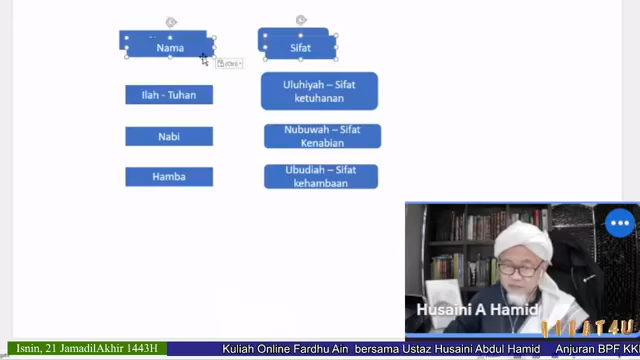 Nama
Sifat
(Ctrl)
Ilah - Tuhan
Uluhiyah – Sifat
ketuhanan
Nabi
Nubuwah – Sifat
Kenabian
Hamba
Ubudiah – Sifat
kehambaan
Husaini A Hamid
Isnin, 21 JamadilAkhir 1443H
Kuliah Online Fardhu Ain bersama Ustaz Husaini Abdul Hamid
Anjuran BPF KK